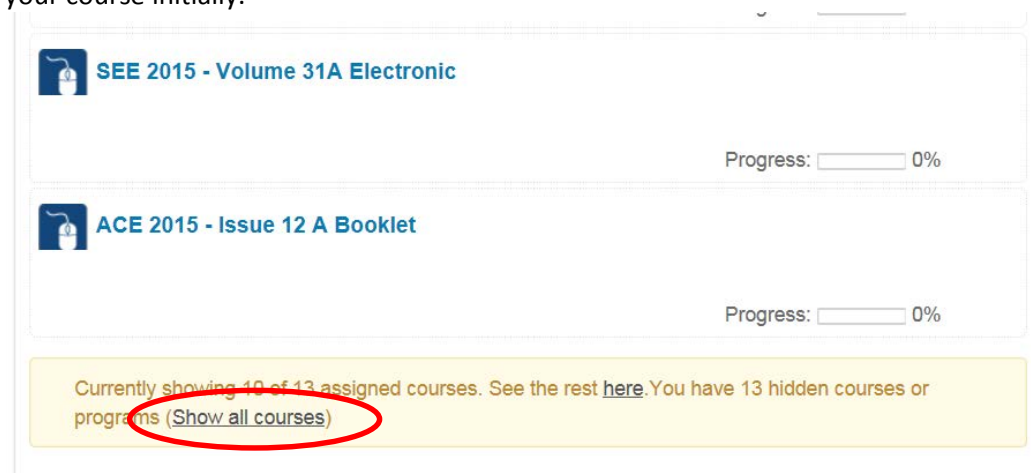 your course initially.
SEE 2015 - Volume 31A Electronic
Progress: 0%
ACE 2015 - Issue 12 A Booklet
Progress: 0%
Currently showing 10 of 13 assigned courses. See the rest here.You have 13 hidden courses or
programs (Show all courses)